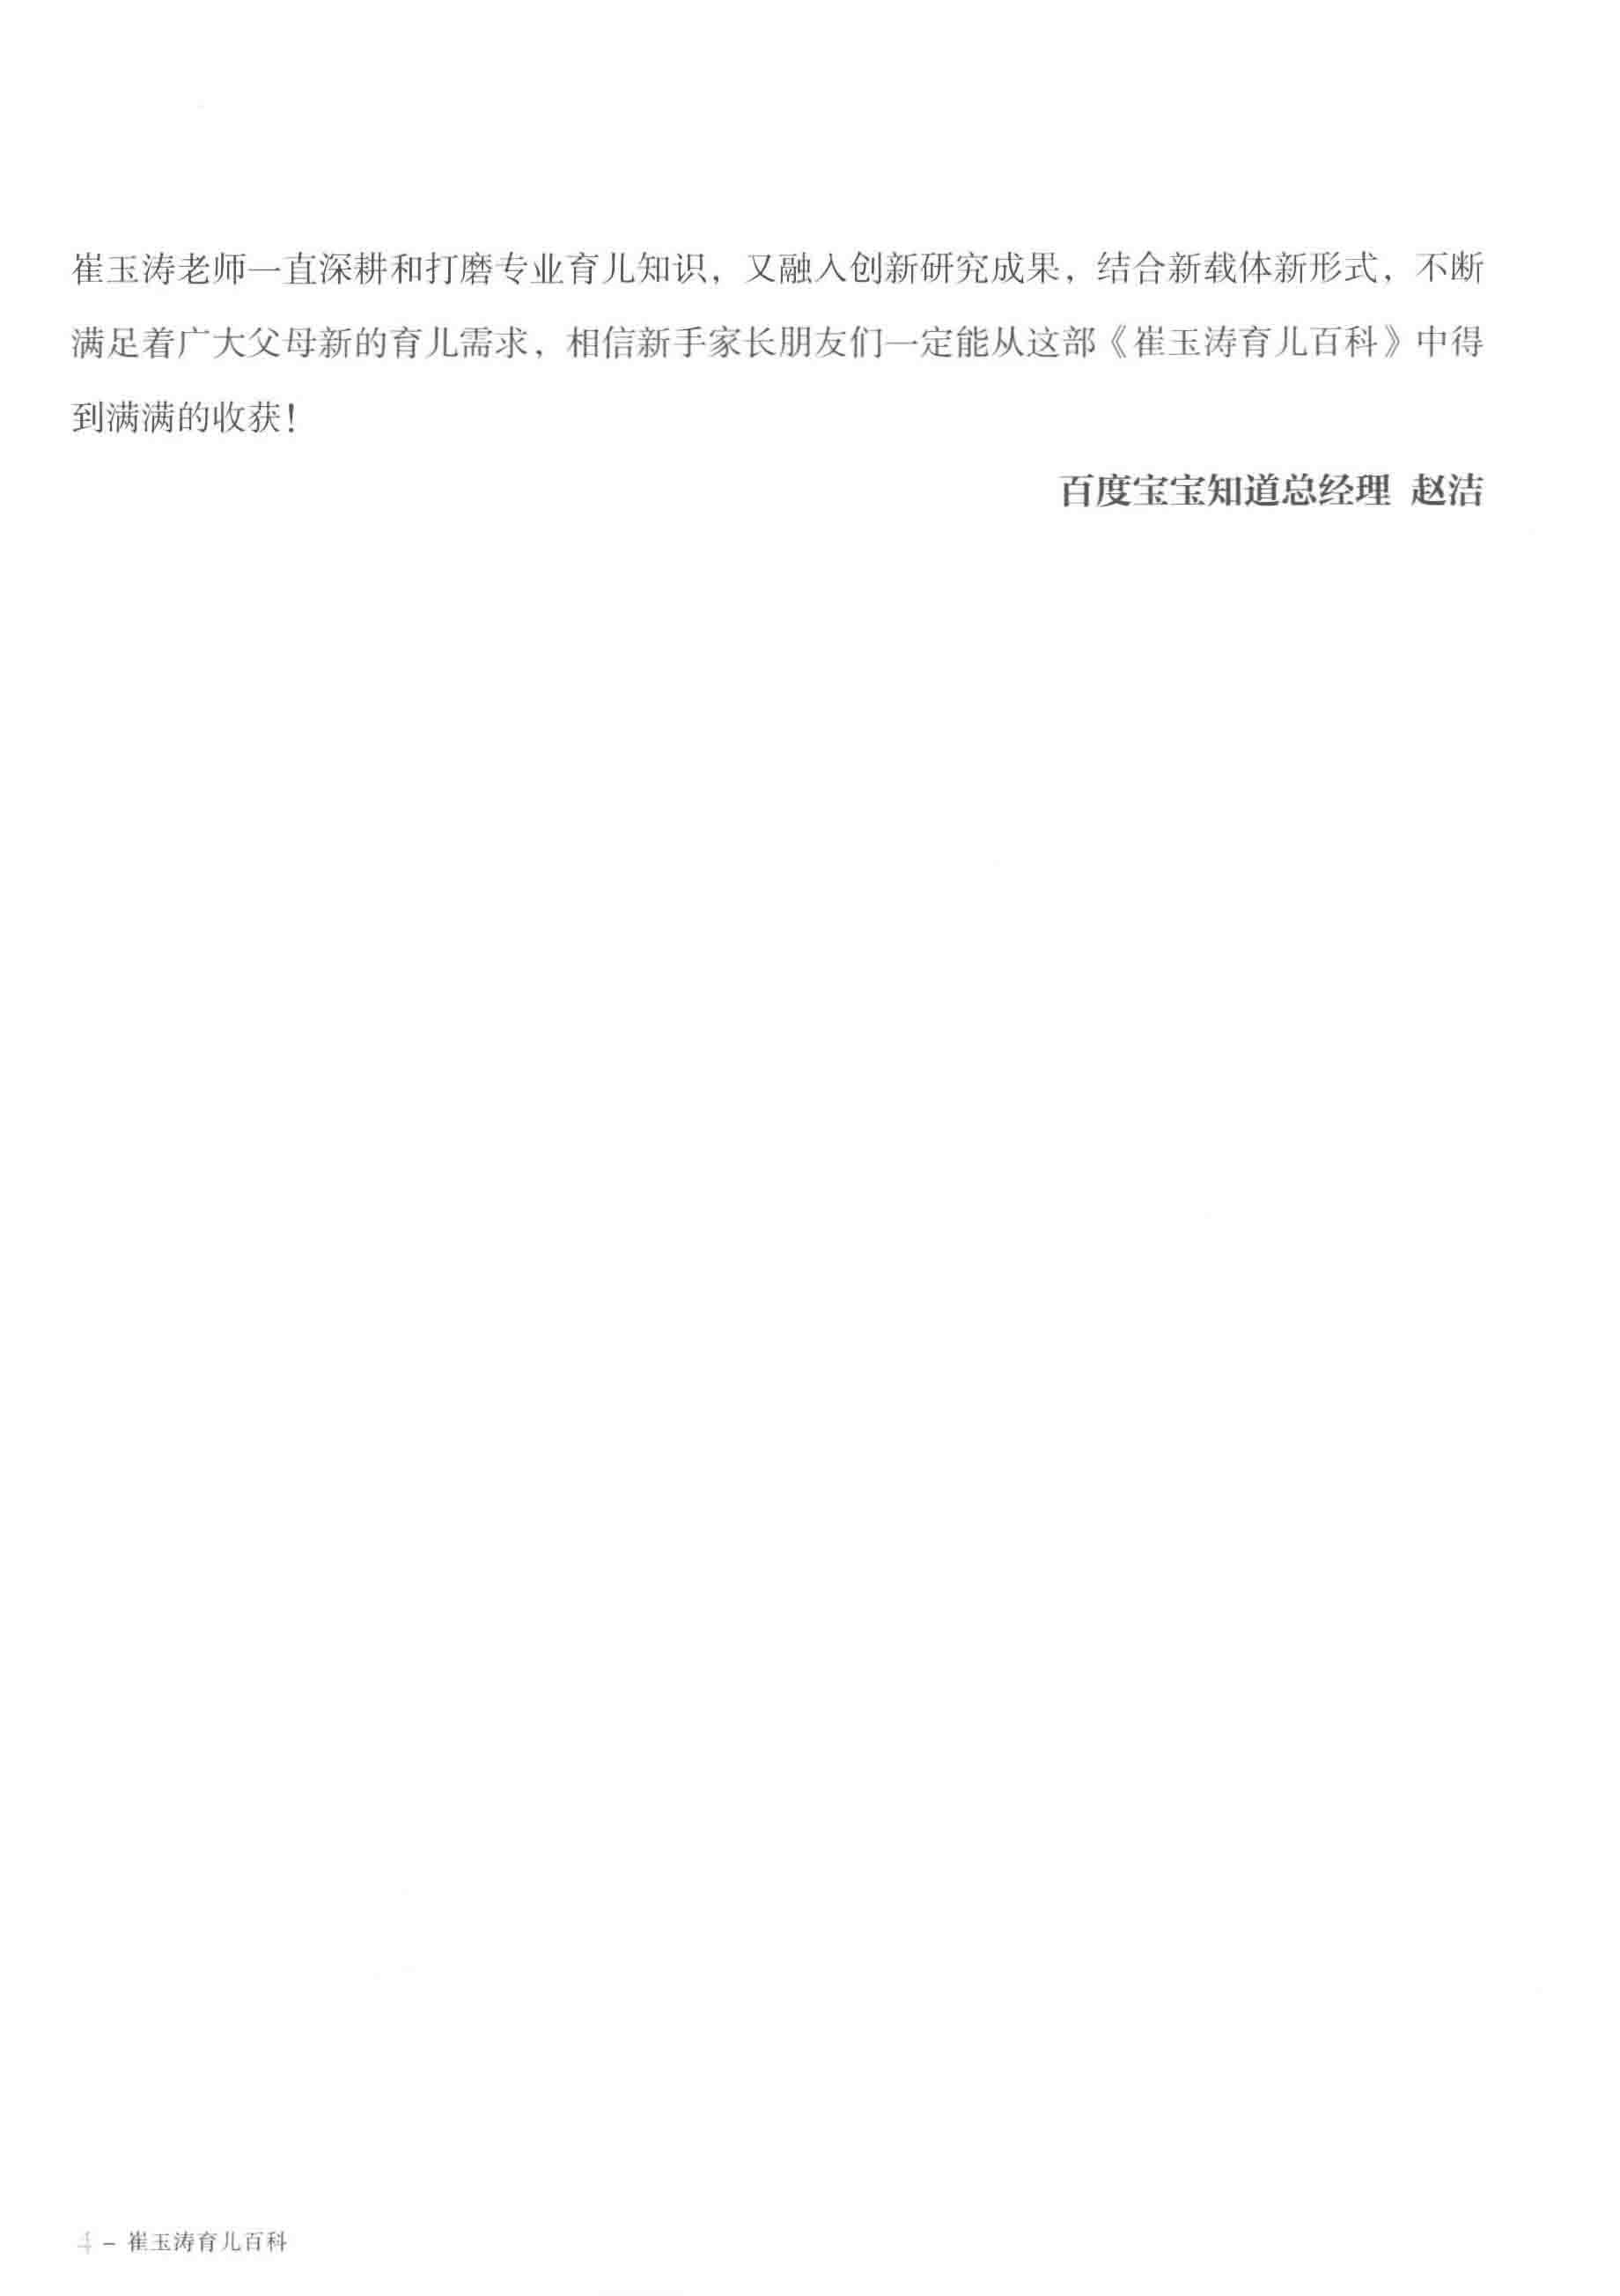 崔玉涛老师一直深耕和打磨专业育儿知识，又融入创新研究成果，结合新载体新形式，不断
满足着广大父母新的育儿需求，相信新手家长朋友们一定能从这部《崔玉涛育儿百科》中得
到满满的收获！
百度宝宝知道总经理 赵洁
4 – 崔玉涛育儿百科